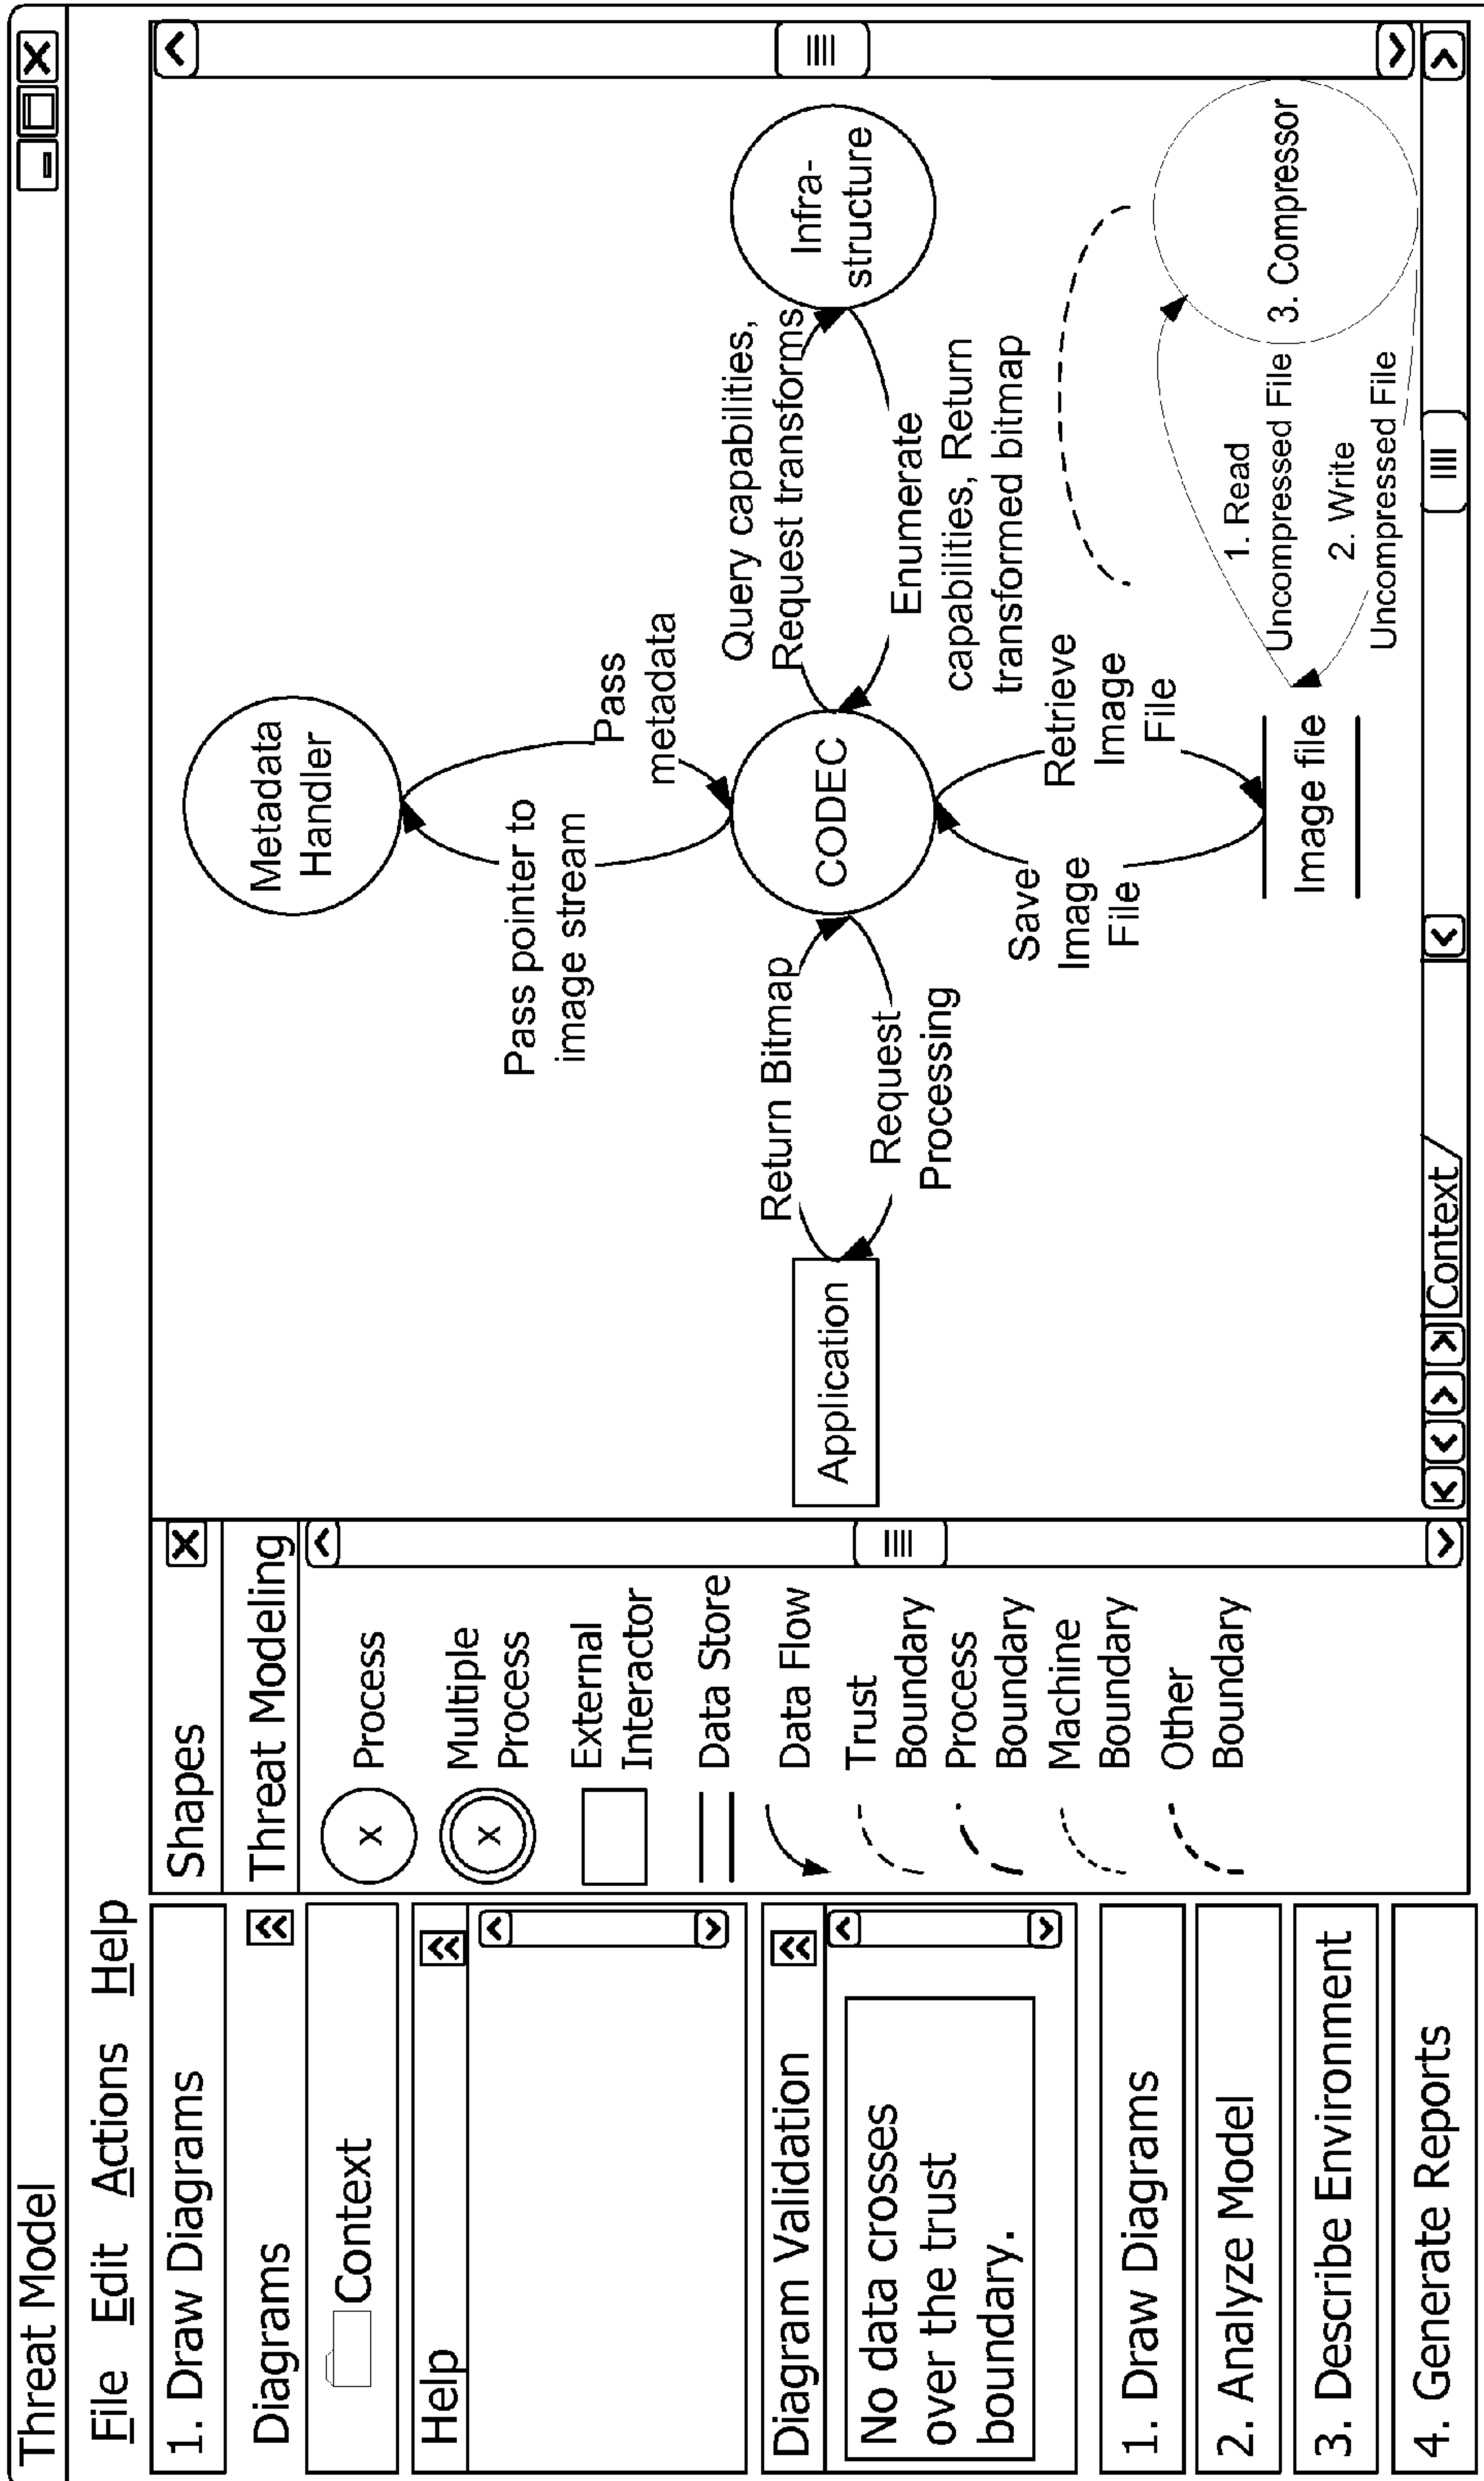 Threat Model
File Edit Actions Help
1. Draw Diagrams
Diagrams
Context
Help
Diagram Validation
No data crosses
over the trust
boundary.
1. Draw Diagrams
2. Analyze Model
3. Describe Environment
4. Generate Reports
Shapes
Threat Modeling
x
Process
x
Multiple
Process
External
Interactor
Data Store
Data Flow
Trust
Boundary
Process
Boundary
Machine
Boundary
Other
Boundary
Metadata
Handler
Pass pointer to
image stream
Pass
metadata
Query capabilities,
Request transforms
Infra-
structure
Return Bitmap
CODEC
Application
Request
Processing
Enumerate
capabilities, Return
transformed bitmap
Save
Image
File
Retrieve
Image
File
Image file
1. Read
Uncompressed File
2. Write
Uncompressed File
3. Compressor
Context